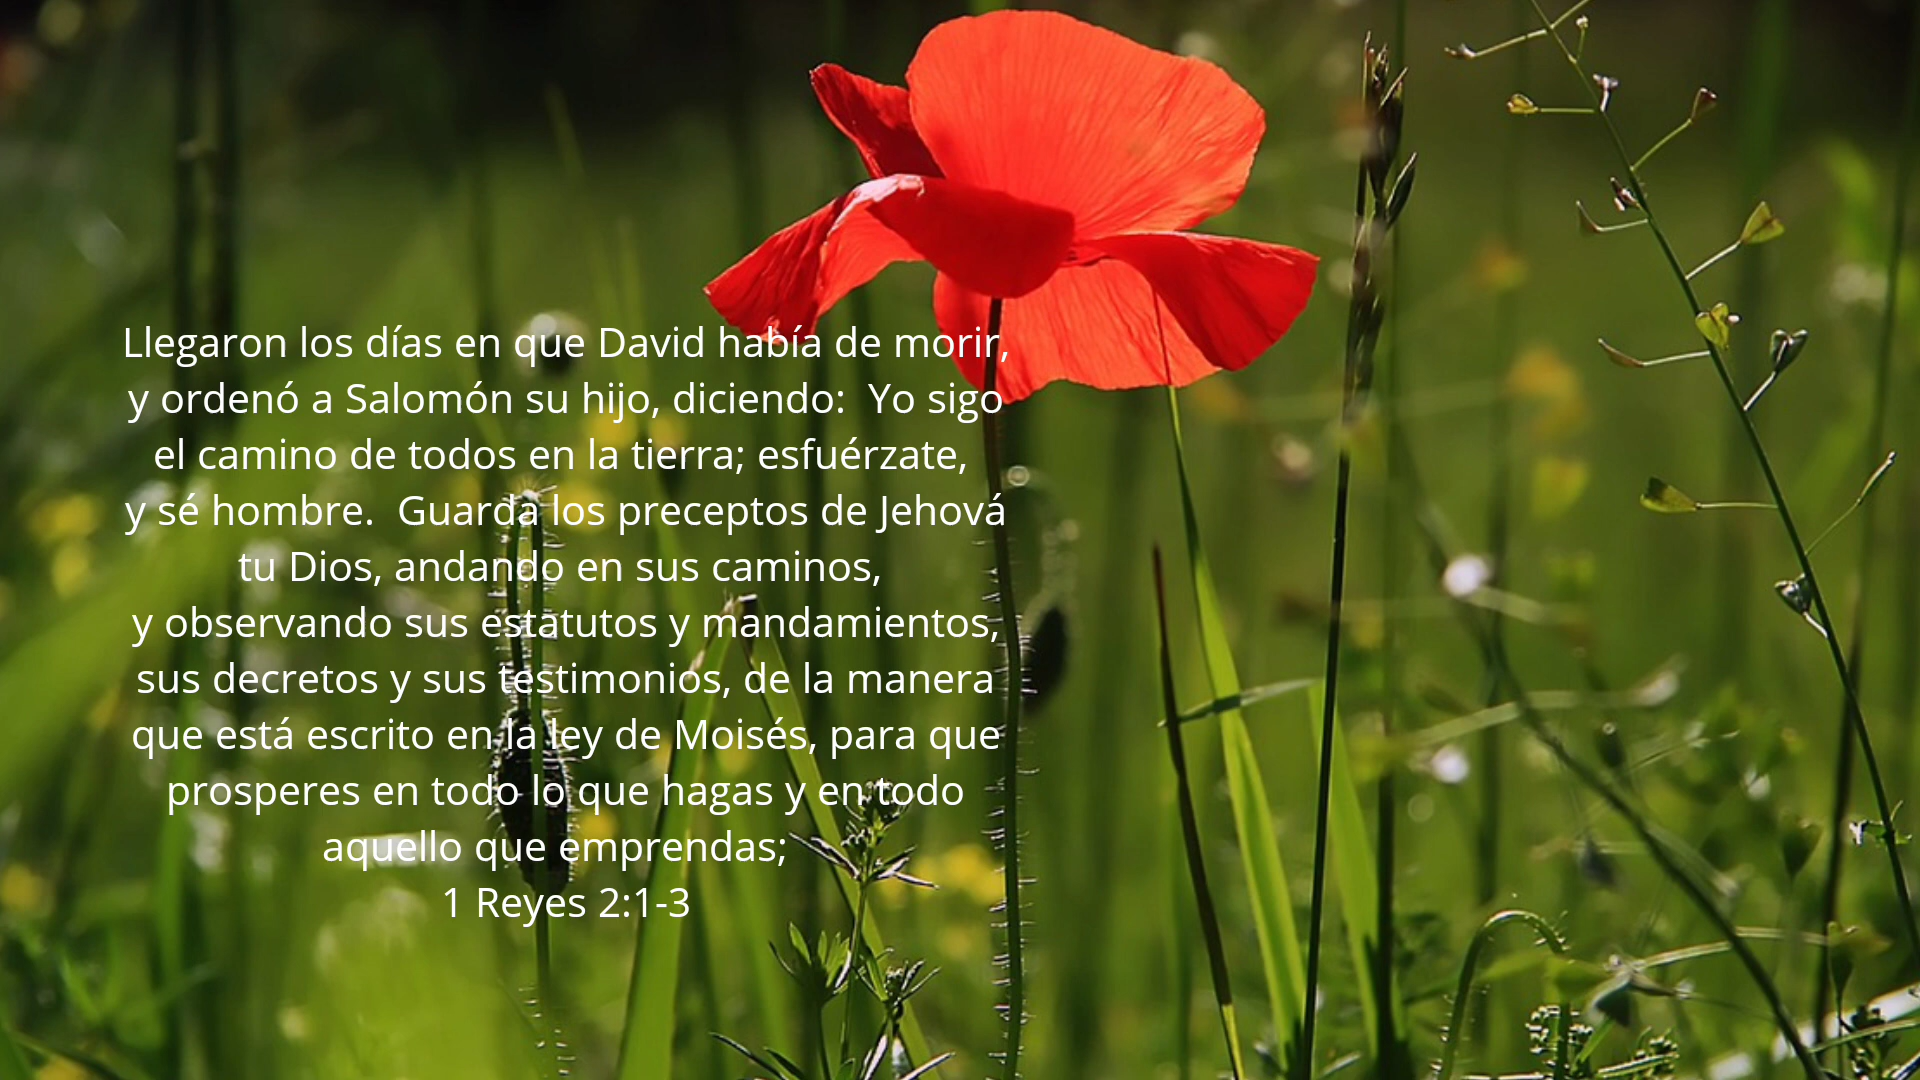 Llegaron los días en que David había de morir,
y ordenó a Salomón su hijo, diciendo:  Yo sigo
el camino de todos en la tierra; esfuérzate,
y sé hombre.  Guarda los preceptos de Jehová
tu Dios, andando en sus caminos,
y observando sus estatutos y mandamientos,
sus decretos y sus testimonios, de la manera
que está escrito en la ley de Moisés, para que
prosperes en todo lo que hagas y en todo
aquello que emprendas;
1 Reyes 2:1-3